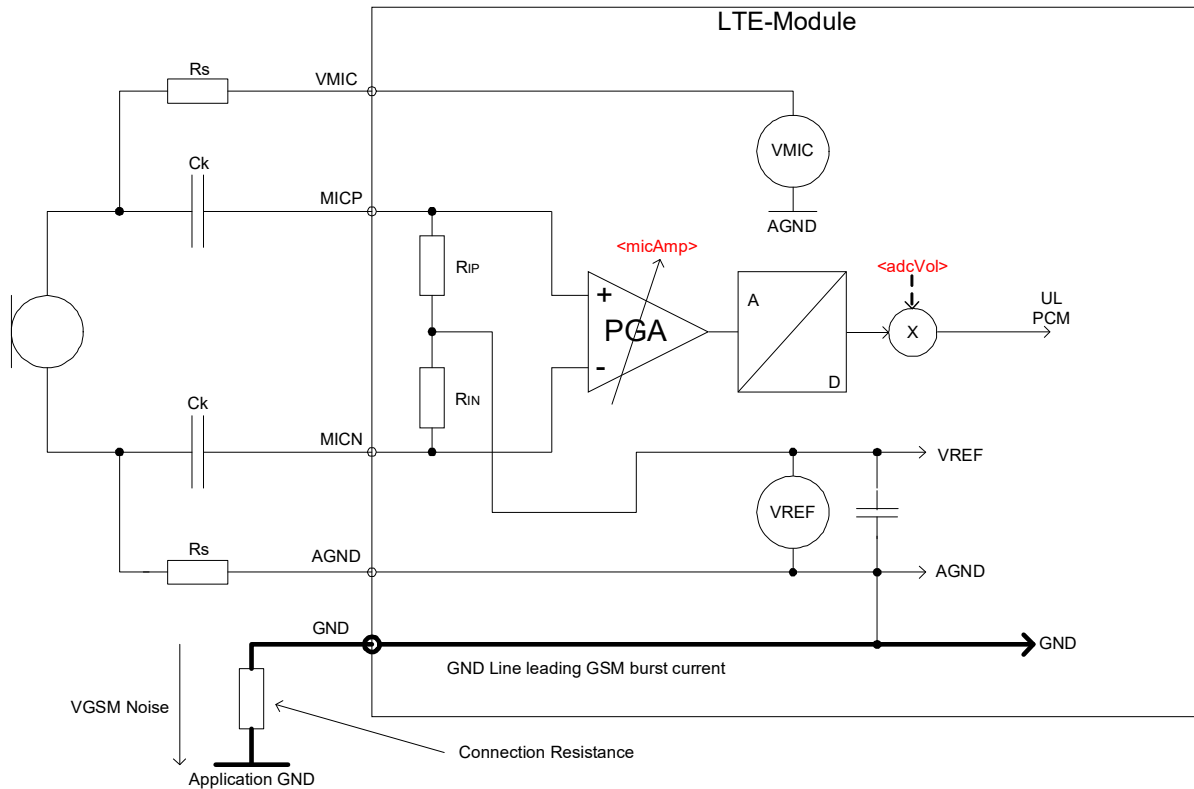 LTE-Module
Rs
VMIC
VMIC
AGND
Ck
MICP
<micAmp>
<adcVol>
RIP
+
PGA
-
A
D
X
UL
PCM
RIN
Ck
MICN
VREF
VREF
Rs
AGND
AGND
GND
GND
GND Line leading GSM burst current
VGSM Noise
Connection Resistance
Application GND